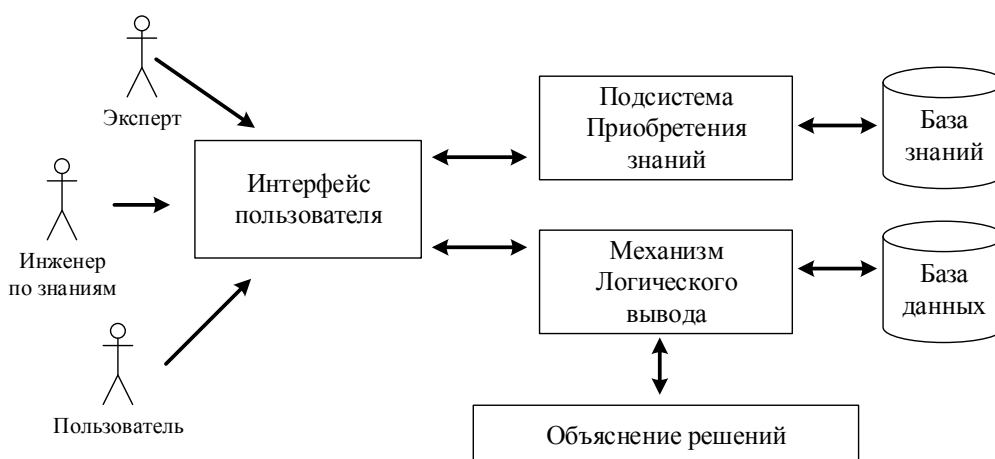 Эксперт
Инженер
по знаниям
Пользователь
Интерфейс
пользователя
Подсистема
Приобретения
знаний
База
знаний
Механизм
Логического
вывода
База
данных
Объяснение решений